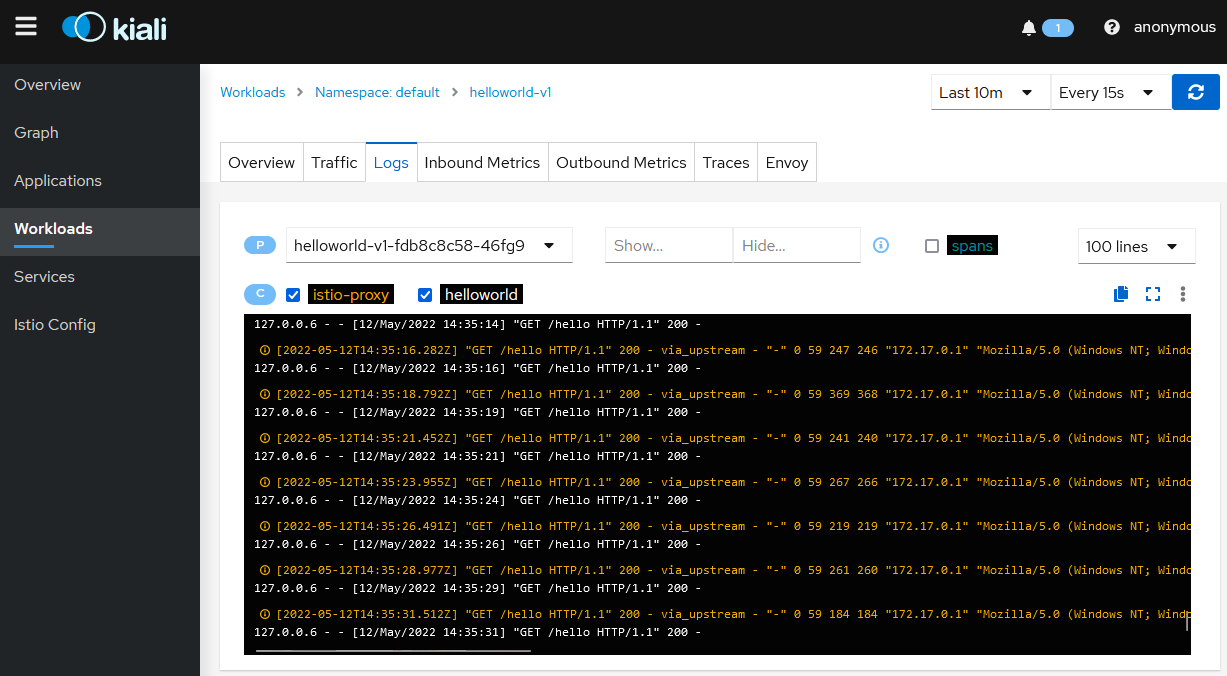 kiali
1
anonymous
Overview
Graph
Applications
Workloads
Services
Istio Config
Workloads > Namespace: default > helloworld-v1
Last 10m
Every 15s
Overview
Traffic
Logs
Inbound Metrics
Outbound Metrics
Traces
Envoy
P
helloworld-v1-fdb8c8c58-46fg9
Show...
Hide...
spans
100 lines
C
istio-proxy
helloworld
127.0.0.6 - - [12/May/2022 14:35:14] "GET /hello HTTP/1.1" 200 -
[2022-05-12T14:35:16.282Z] "GET /hello HTTP/1.1" 200 - via_upstream - "-" 0 59 247 246 "172.17.0.1" "Mozilla/5.0 (Windows NT; Windo
127.0.0.6 - - [12/May/2022 14:35:16] "GET /hello HTTP/1.1" 200 -
[2022-05-12T14:35:18.792Z] "GET /hello HTTP/1.1" 200 - via_upstream - "-" 0 59 369 368 "172.17.0.1" "Mozilla/5.0 (Windows NT; Windo
127.0.0.6 - - [12/May/2022 14:35:19] "GET /hello HTTP/1.1" 200 -
[2022-05-12T14:35:21.452Z] "GET /hello HTTP/1.1" 200 - via_upstream - "-" 0 59 241 240 "172.17.0.1" "Mozilla/5.0 (Windows NT; Windo
127.0.0.6 - - [12/May/2022 14:35:21] "GET /hello HTTP/1.1" 200 -
[2022-05-12T14:35:23.955Z] "GET /hello HTTP/1.1" 200 - via_upstream - "-" 0 59 267 266 "172.17.0.1" "Mozilla/5.0 (Windows NT; Windo
127.0.0.6 - - [12/May/2022 14:35:24] "GET /hello HTTP/1.1" 200 -
[2022-05-12T14:35:26.491Z] "GET /hello HTTP/1.1" 200 - via_upstream - "-" 0 59 219 219 "172.17.0.1" "Mozilla/5.0 (Windows NT; Windo
127.0.0.6 - - [12/May/2022 14:35:26] "GET /hello HTTP/1.1" 200 -
[2022-05-12T14:35:28.977Z] "GET /hello HTTP/1.1" 200 - via_upstream - "-" 0 59 261 260 "172.17.0.1" "Mozilla/5.0 (Windows NT; Windo
127.0.0.6 - - [12/May/2022 14:35:29] "GET /hello HTTP/1.1" 200 -
[2022-05-12T14:35:31.512Z] "GET /hello HTTP/1.1" 200 - via_upstream - "-" 0 59 184 184 "172.17.0.1" "Mozilla/5.0 (Windows NT; Windo
127.0.0.6 - - [12/May/2022 14:35:31] "GET /hello HTTP/1.1" 200 -